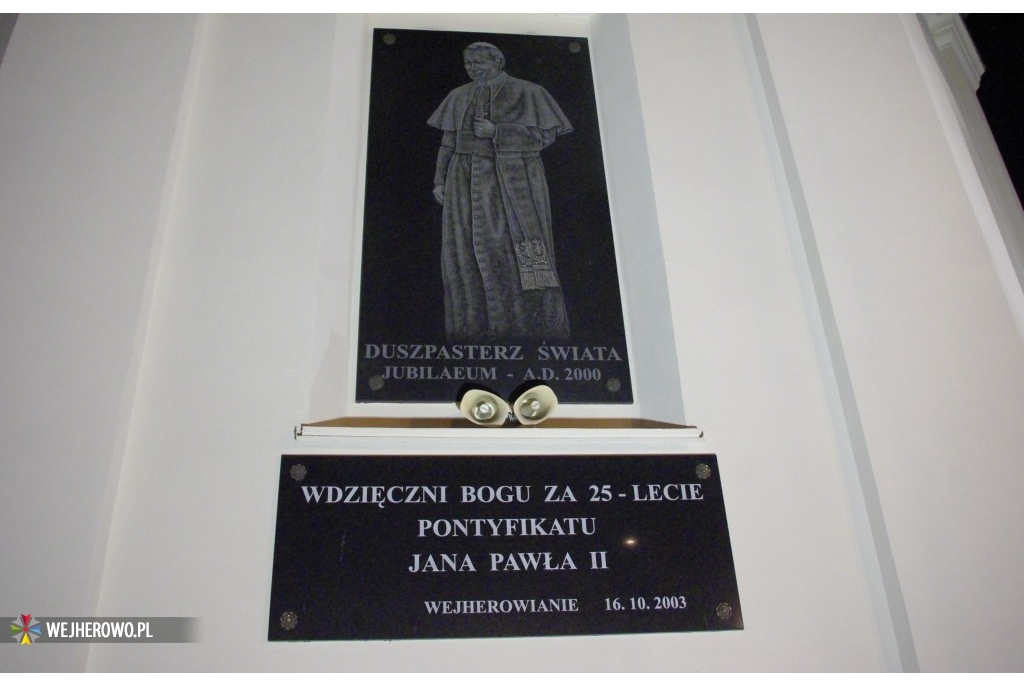 DUSZPASTERZ ŚWIATA
JUBILAEUM - A.D. 2000
WDZIĘCZNI BOGU ZA 25 - LECIE
PONTYFIKATU
JANA PAWŁA II
WEJHEROWIANIE 16. 10. 2003
WEJHEROWO.PL